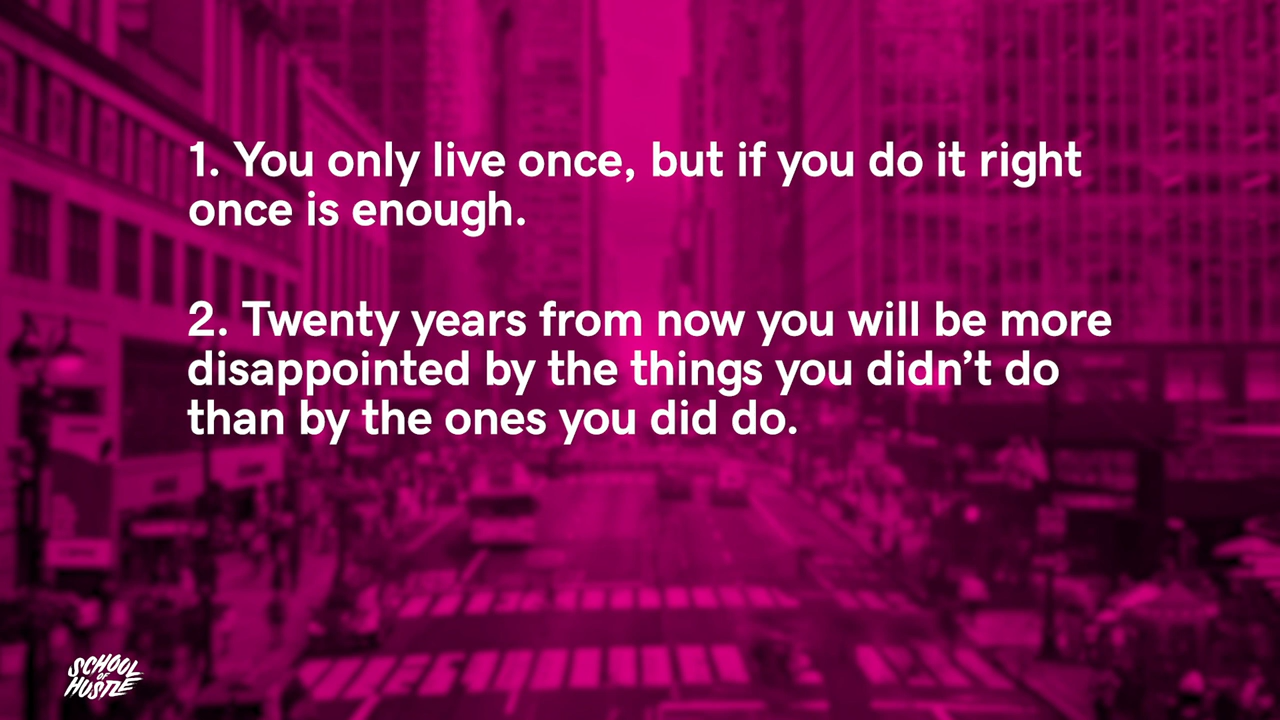 1. You only live once, but if you do it right
once is enough.
2. Twenty years from now you will be more
disappointed by the things you didn’t do
than by the ones you did do.
SCHOOL
OF
HUSTLE